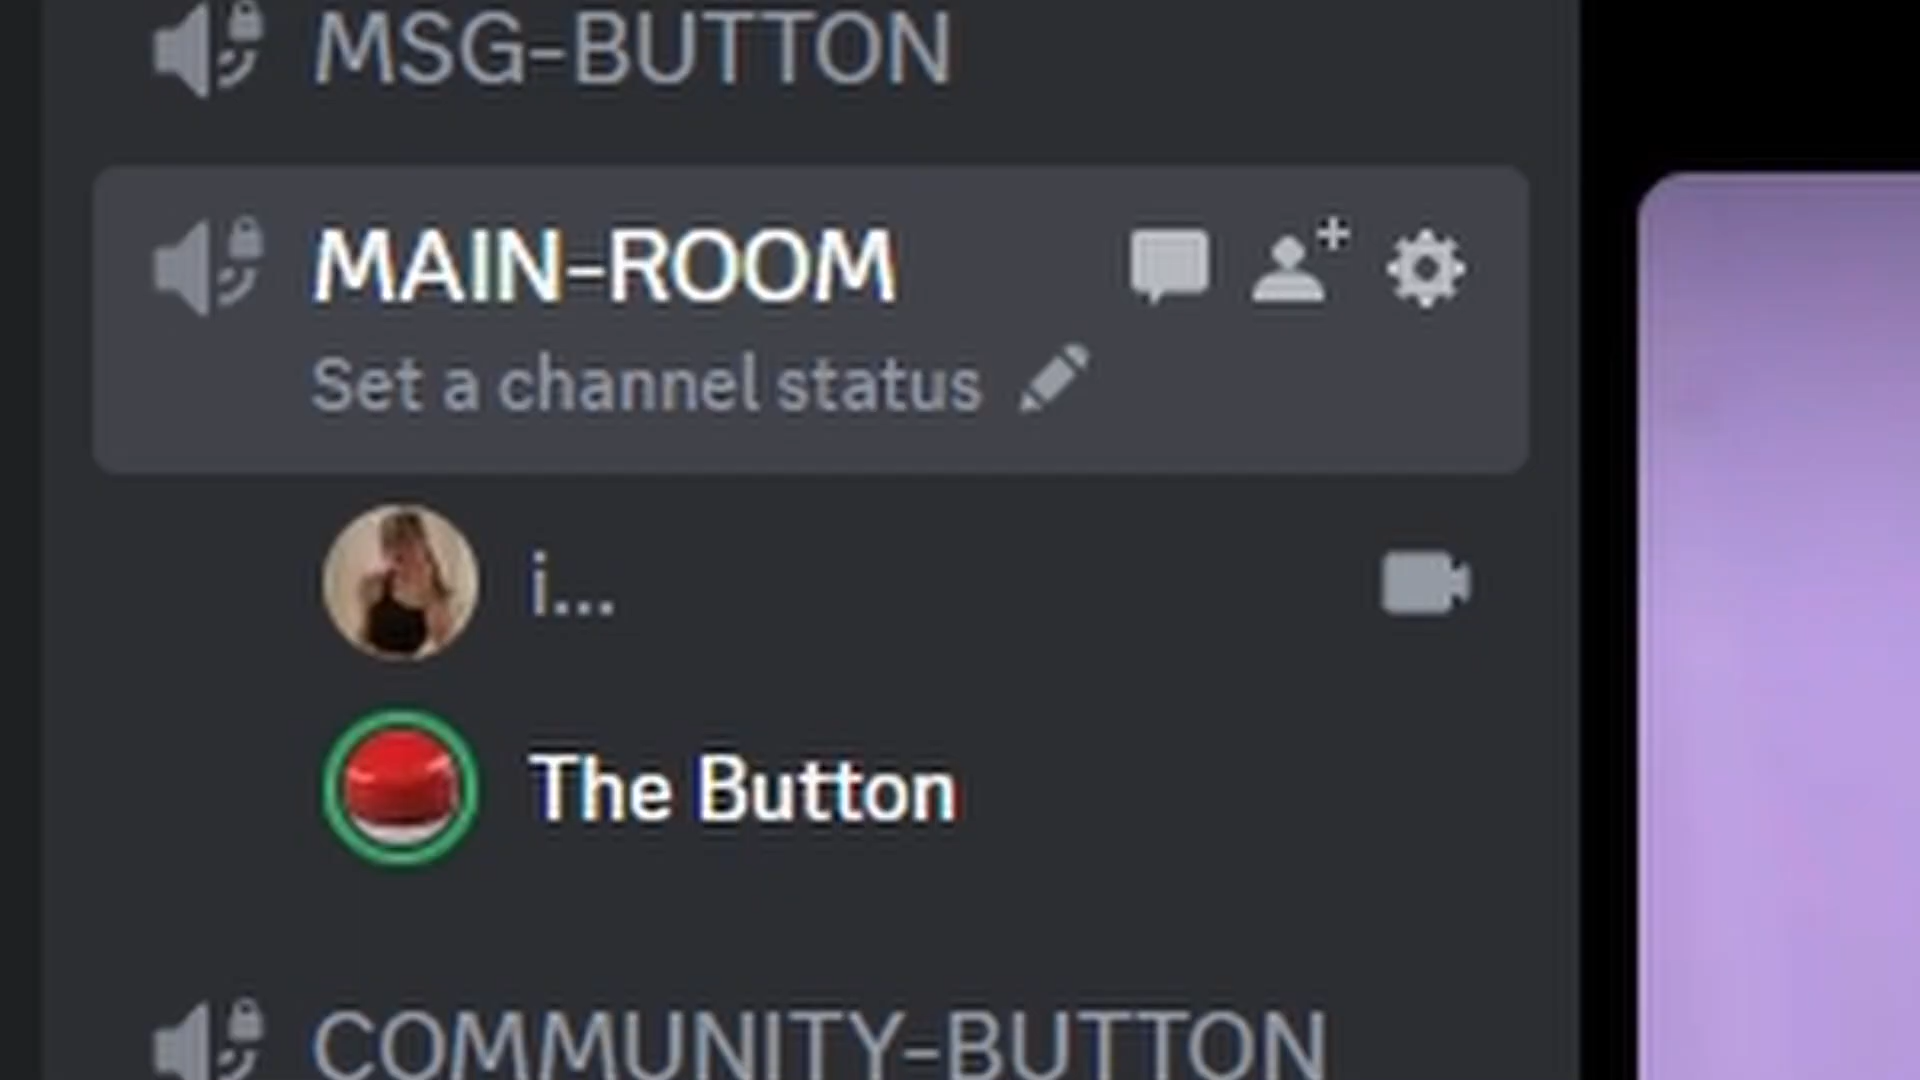 MSG-BUTTON
MAIN-ROOM
Set a channel status
i...
The Button
COMMUNITY-BUTTON